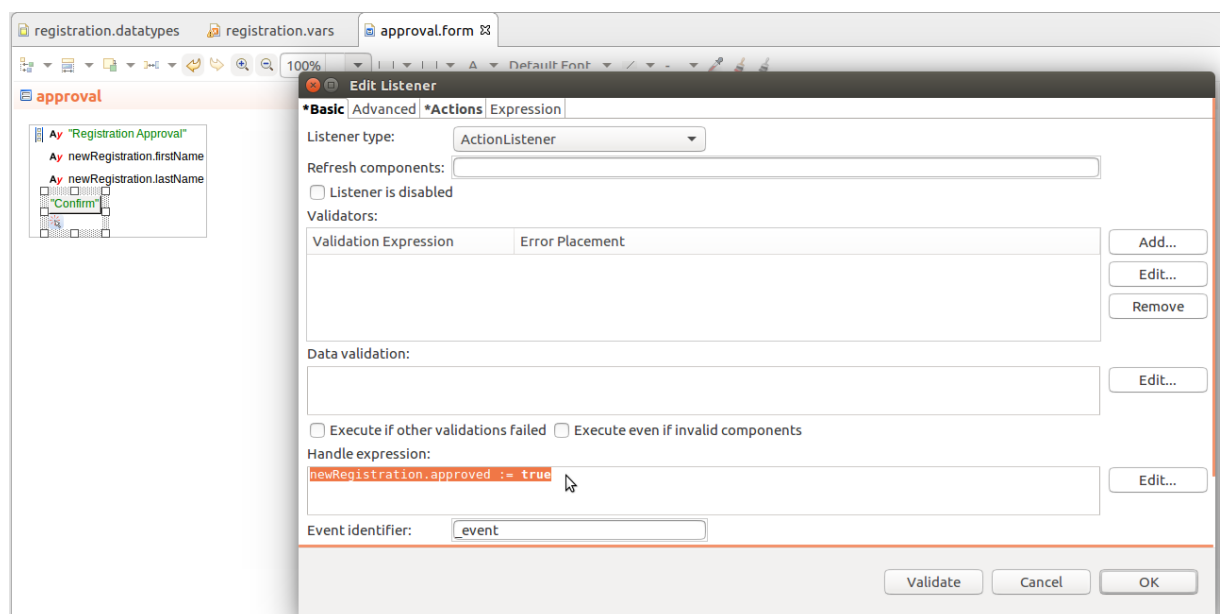 registration.datatypes registration.vars approval.form
100% A Default Font
Edit Listener
approval
*Basic Advanced *Actions Expression
"Registration Approval"
Listener type: ActionListener
Ay newRegistration.firstName
Refresh components:
Ay newRegistration.lastName
Listener is disabled
"Confirm"
Validators:
Validation Expression Error Placement
Add...
Edit...
Remove
Data validation:
Edit...
Execute if other validations failed Execute even if invalid components
Handle expression:
newRegistration.approved := true
Edit...
Event identifier: _event
Validate Cancel OK